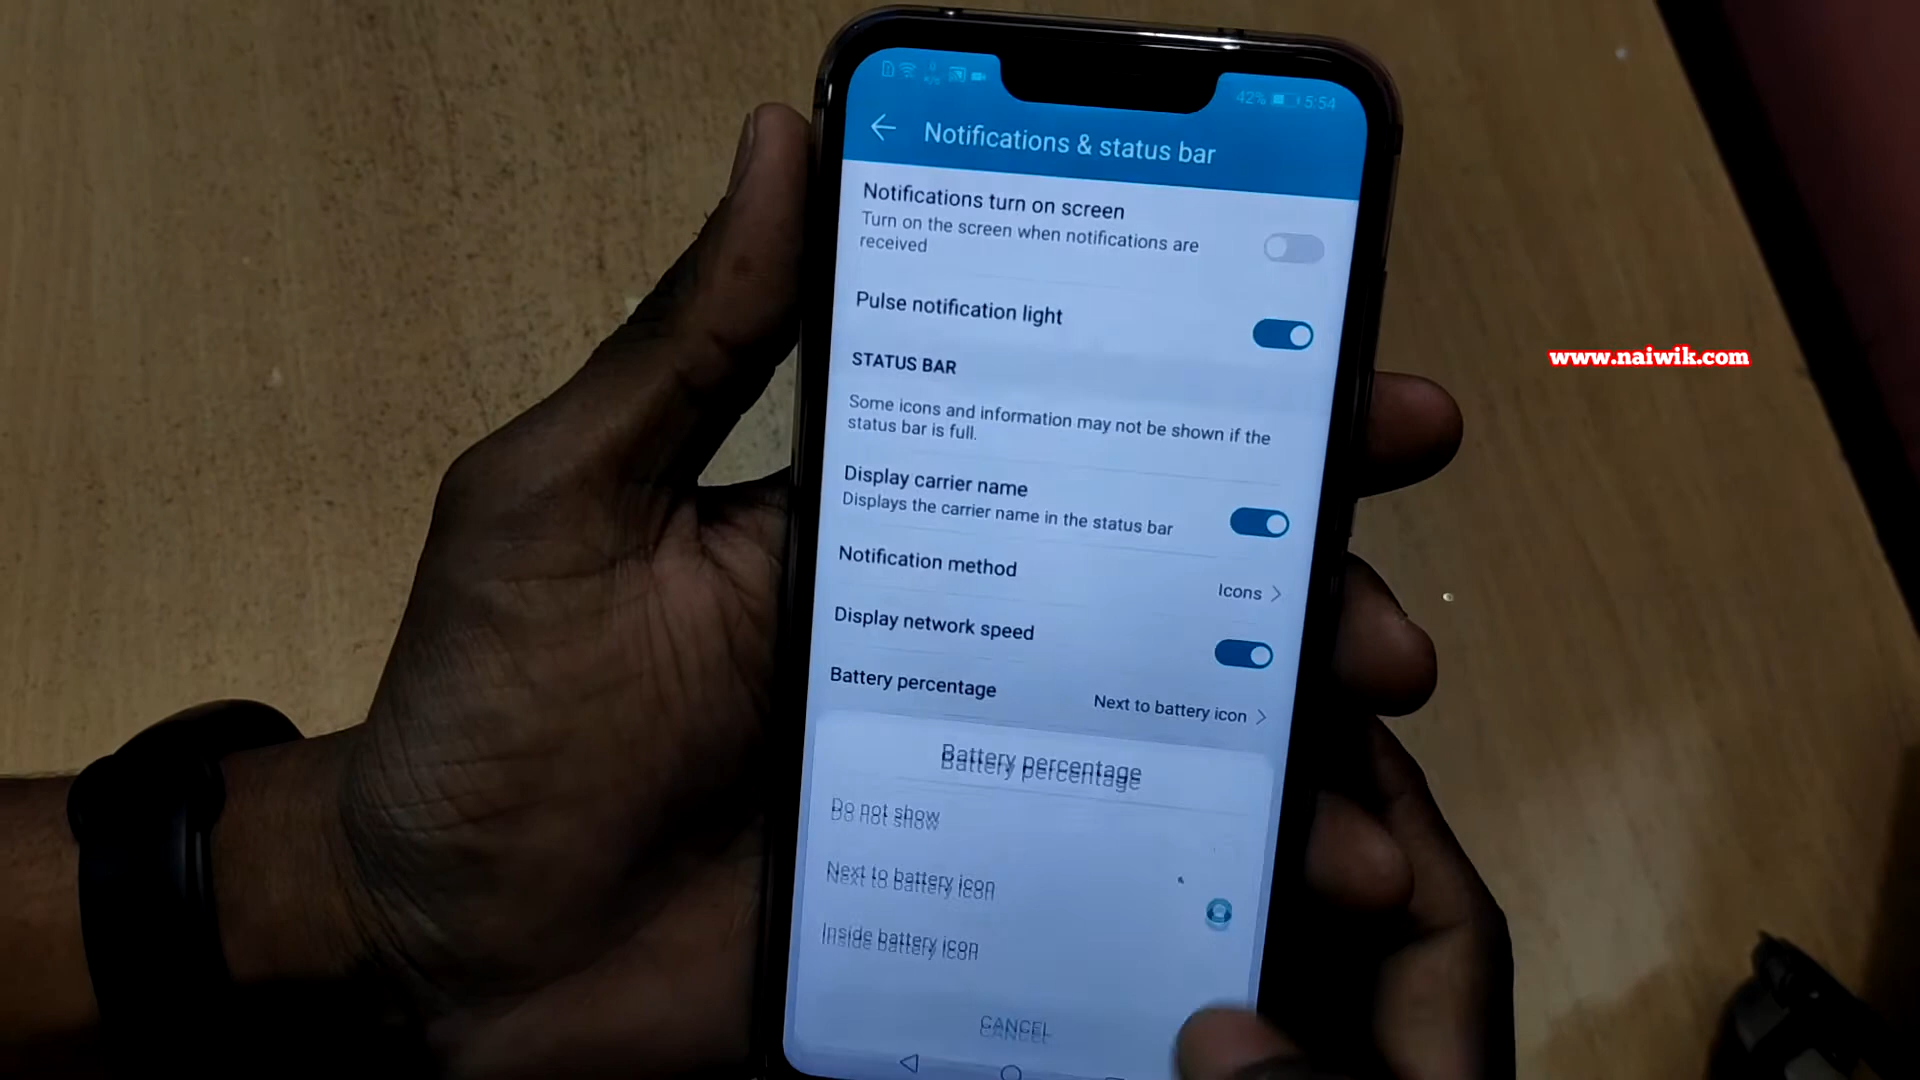 42% 5:54
Notifications & status bar
Notifications turn on screen
Turn on the screen when notifications are
received
Pulse notification light
STATUS BAR
Some icons and information may not be shown if the
status bar is full.
Display carrier name
Displays the carrier name in the status bar
Notification method
Icons
Display network speed
Battery percentage
Next to battery icon
Battery percentage
Do not show
Next to battery icon
Inside battery icon
CANCEL
www.naiwik.com